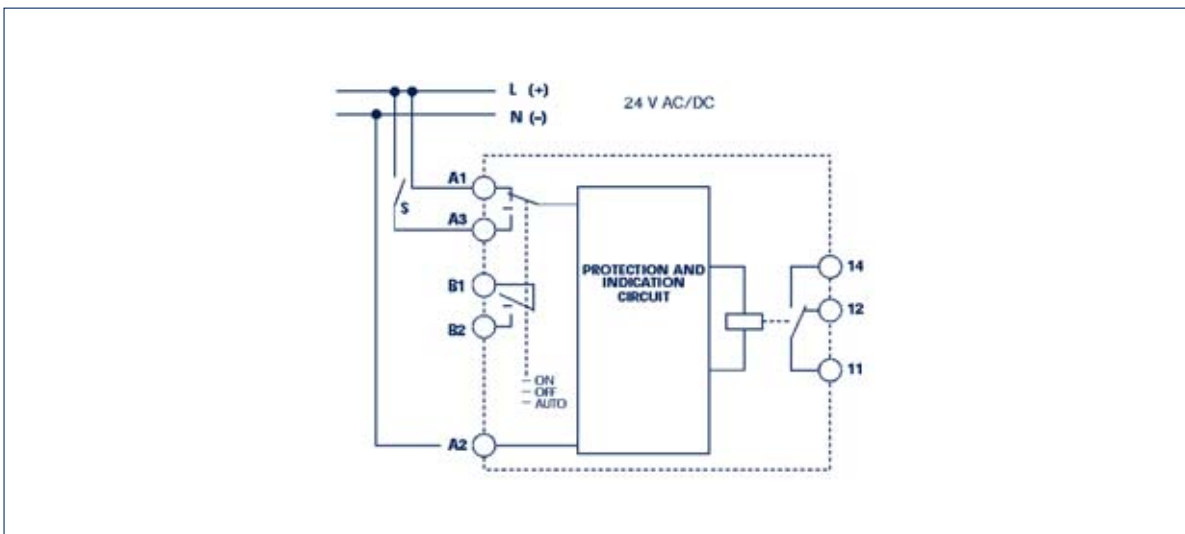 L (+)
N (–)
24 V AC/DC
A1
S
A3
B1
B2
PROTECTION AND
INDICATION
CIRCUIT
14
12
11
– ON
– OFF
– AUTO
A2